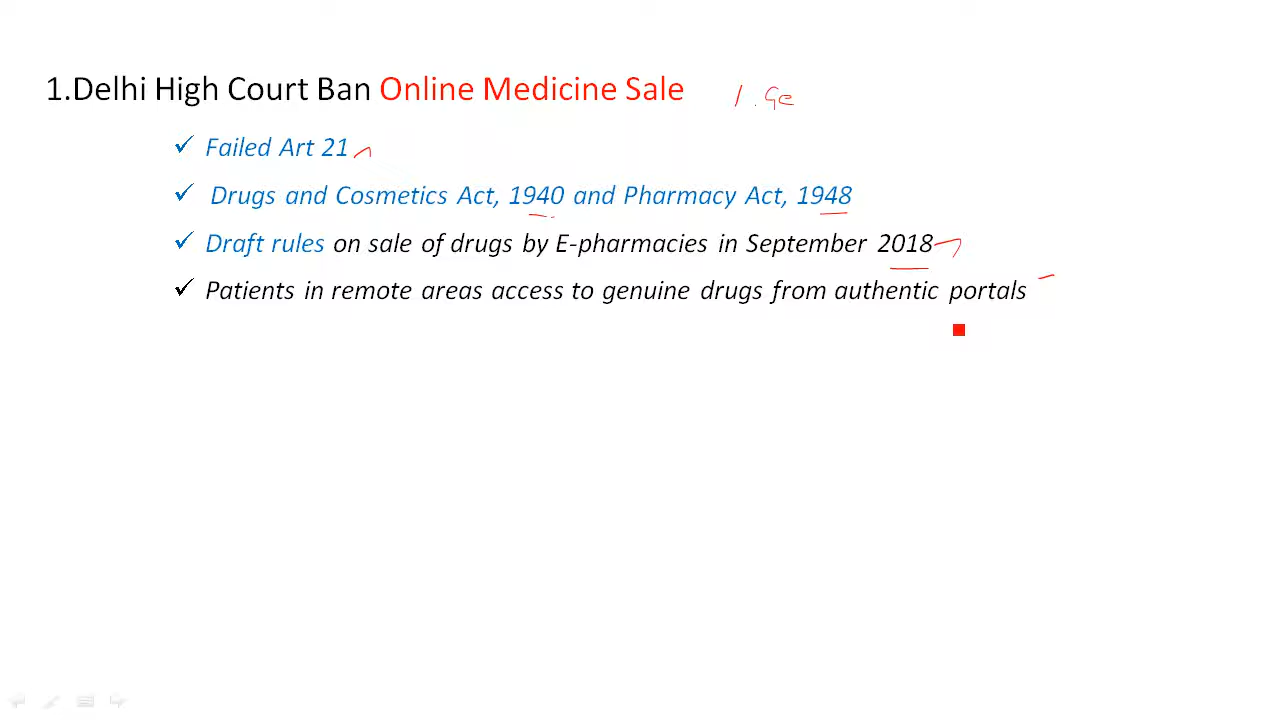 1.Delhi High Court Ban Online Medicine Sale 1. Ge
✓ Failed Art 21
✓ Drugs and Cosmetics Act, 1940 and Pharmacy Act, 1948
✓ Draft rules on sale of drugs by E-pharmacies in September 2018
✓ Patients in remote areas access to genuine drugs from authentic portals